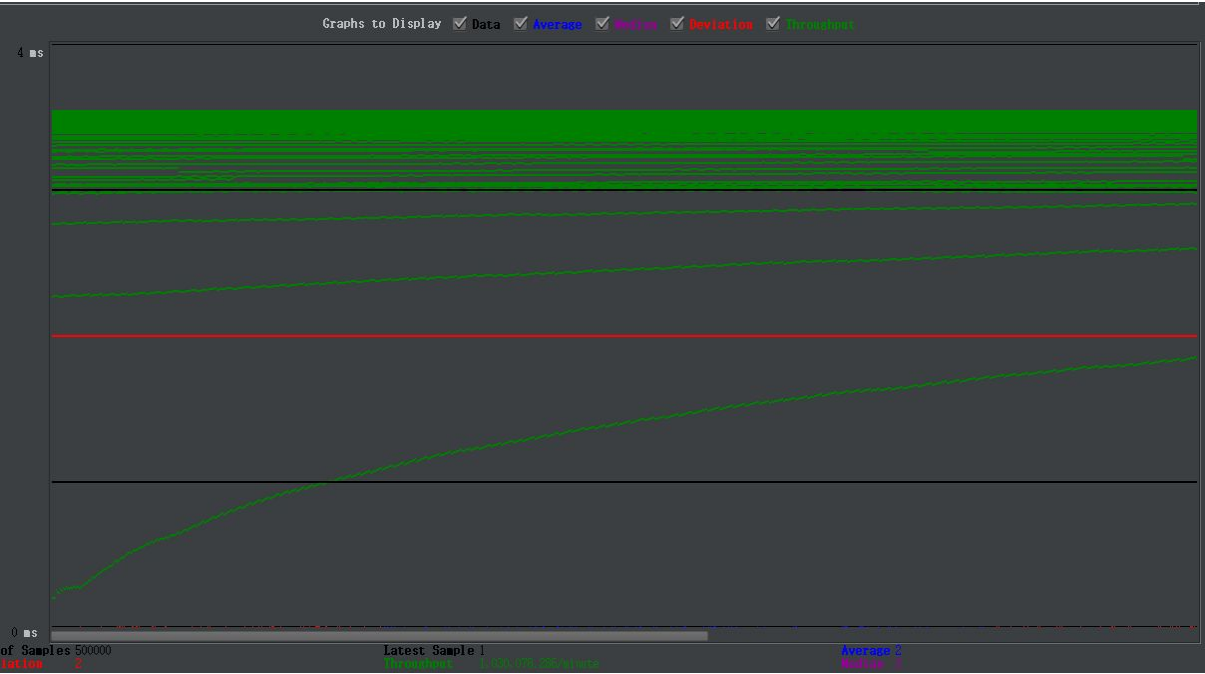 Graphs to Display Data Average Median Deviation Throughput
4 ms
0 ms
of Samples 500000 Latest Sample 1 Average 2
iation 2 Throughput